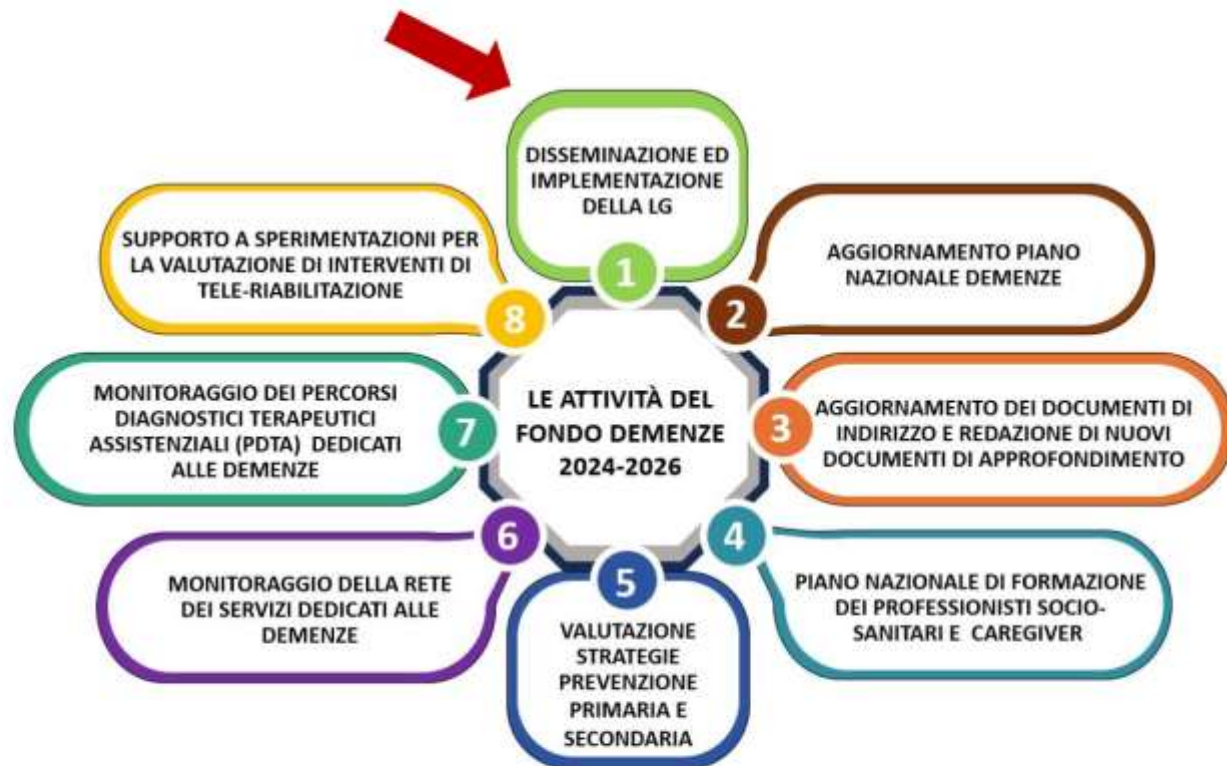 DISSEMINAZIONE ED
IMPLEMENTAZIONE
DELLA LG
1
AGGIORNAMENTO PIANO
NAZIONALE DEMENZE
2
AGGIORNAMENTO DEI DOCUMENTI DI
INDIRIZZO E REDAZIONE DI NUOVI
DOCUMENTI DI APPROFONDIMENTO
3
PIANO NAZIONALE DI FORMAZIONE
DEI PROFESSIONISTI SOCIO-
SANITARI E CAREGIVER
4
5
VALUTAZIONE
STRATEGIE
PREVENZIONE
PRIMARIA E
SECONDARIA
6
MONITORAGGIO DELLA RETE
DEI SERVIZI DEDICATI ALLE
DEMENZE
7
MONITORAGGIO DEI PERCORSI
DIAGNOSTICI TERAPEUTICI
ASSISTENZIALI (PDTA) DEDICATI
ALLE DEMENZE
8
SUPPORTO A SPERIMENTAZIONI PER
LA VALUTAZIONE DI INTERVENTI DI
TELE-RIABILITAZIONE
LE ATTIVITÀ DEL
FONDO DEMENZE
2024-2026